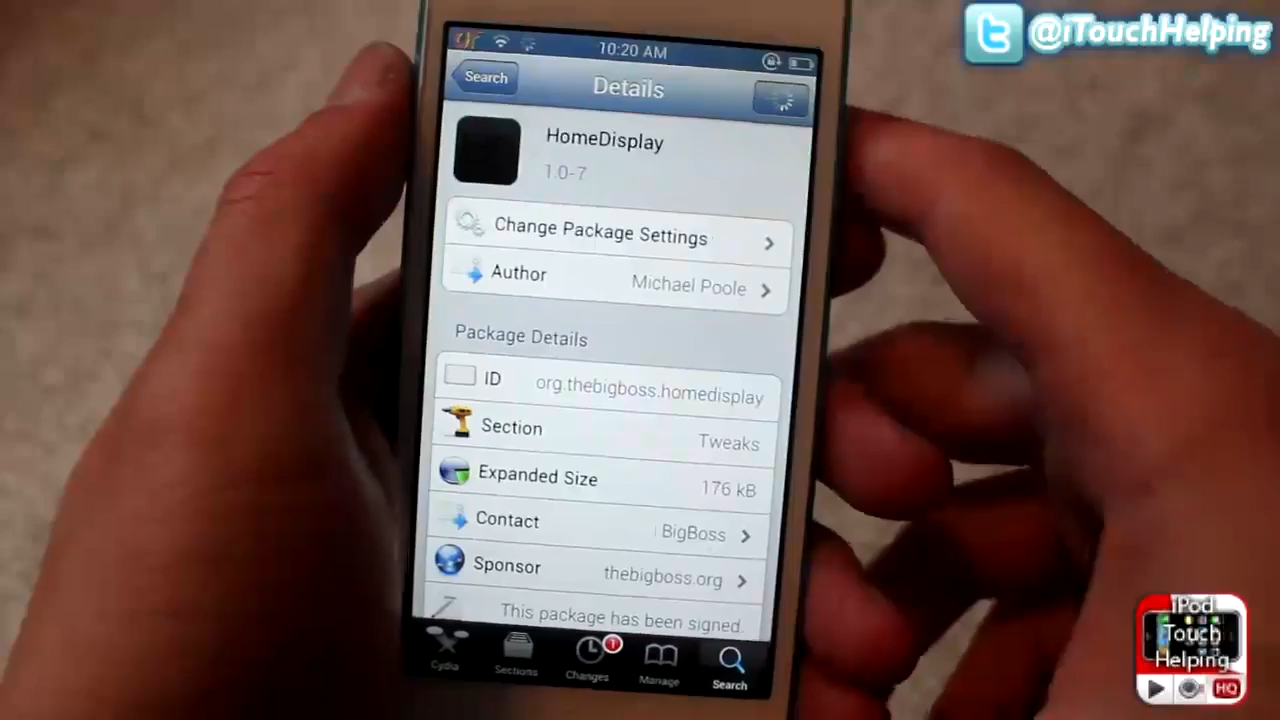 @iTouchHelping
10:20 AM
Search
Details
HomeDisplay
1.0-7
Change Package Settings
Author Michael Poole
Package Details
ID org.thebigboss.homedisplay
Section Tweaks
Expanded Size 176 kB
Contact BigBoss
Sponsor thebigboss.org
This package has been signed.
Cydia Sections Changes 1 Manage Search
iPod
Touch
Helping
HQ